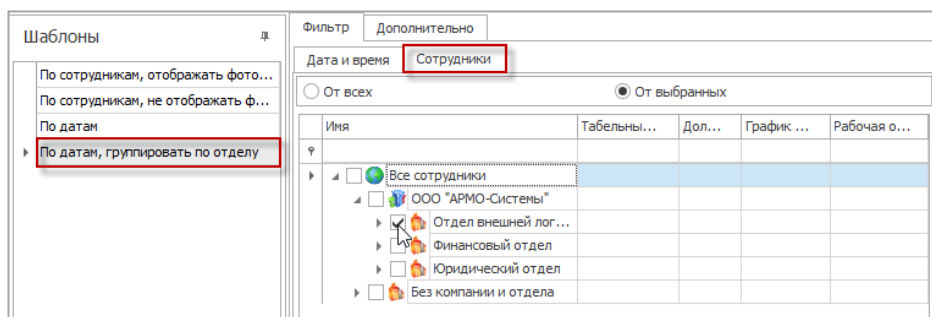 Шаблоны
По сотрудникам, отображать фото...
По сотрудникам, не отображать ф...
По датам
По датам, группировать по отделу
Фильтр Дополнительно
Дата и время Сотрудники
От всех От выбранных
Имя Табельны... Дол... График ... Рабочая о...
Все сотрудники
ООО "АРМО-Системы"
Отдел внешней лог...
Финансовый отдел
Юридический отдел
Без компании и отдела